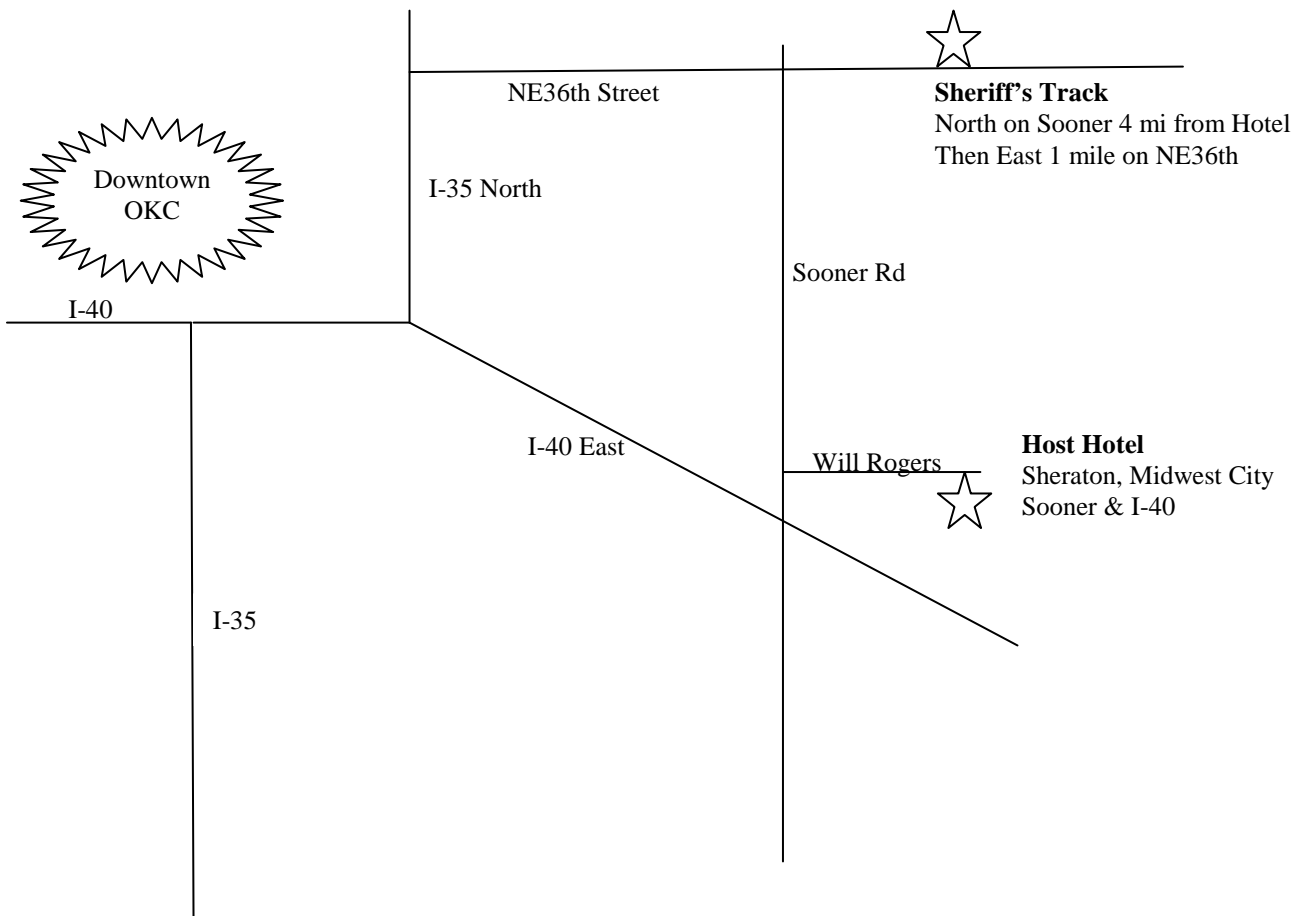 NE36th Street
Sheriff's Track
North on Sooner 4 mi from Hotel
Then East 1 mile on NE36th
Downtown
OKC
I-35 North
Sooner Rd
I-40
I-40 East
Will Rogers
Host Hotel
Sheraton, Midwest City
Sooner & I-40
I-35